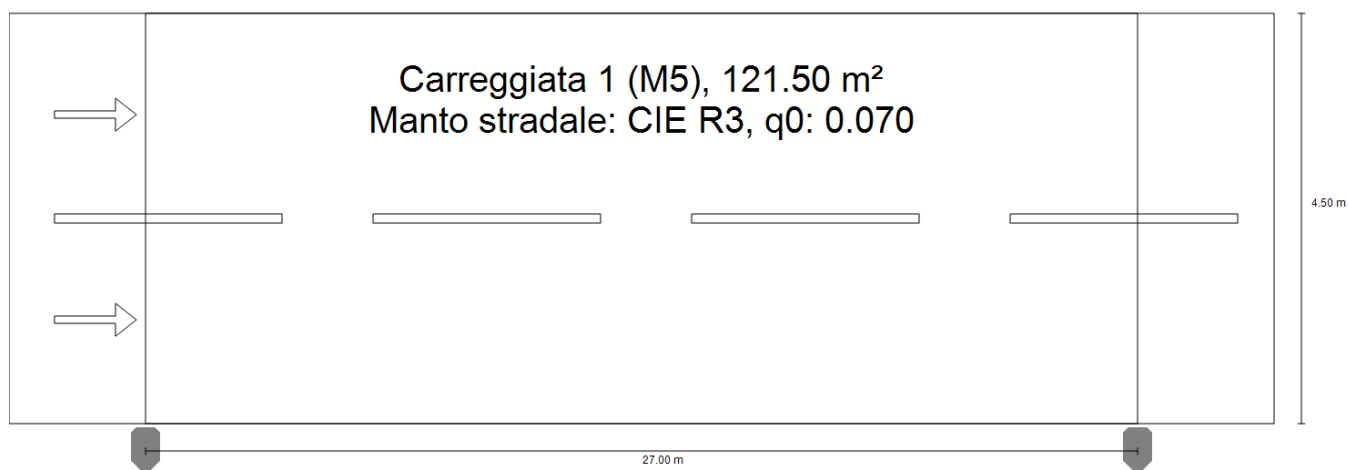 Carreggiata 1 (M5), 121.50 m²
Manto stradale: CIE R3, q0: 0.070
4.50 m
27.00 m